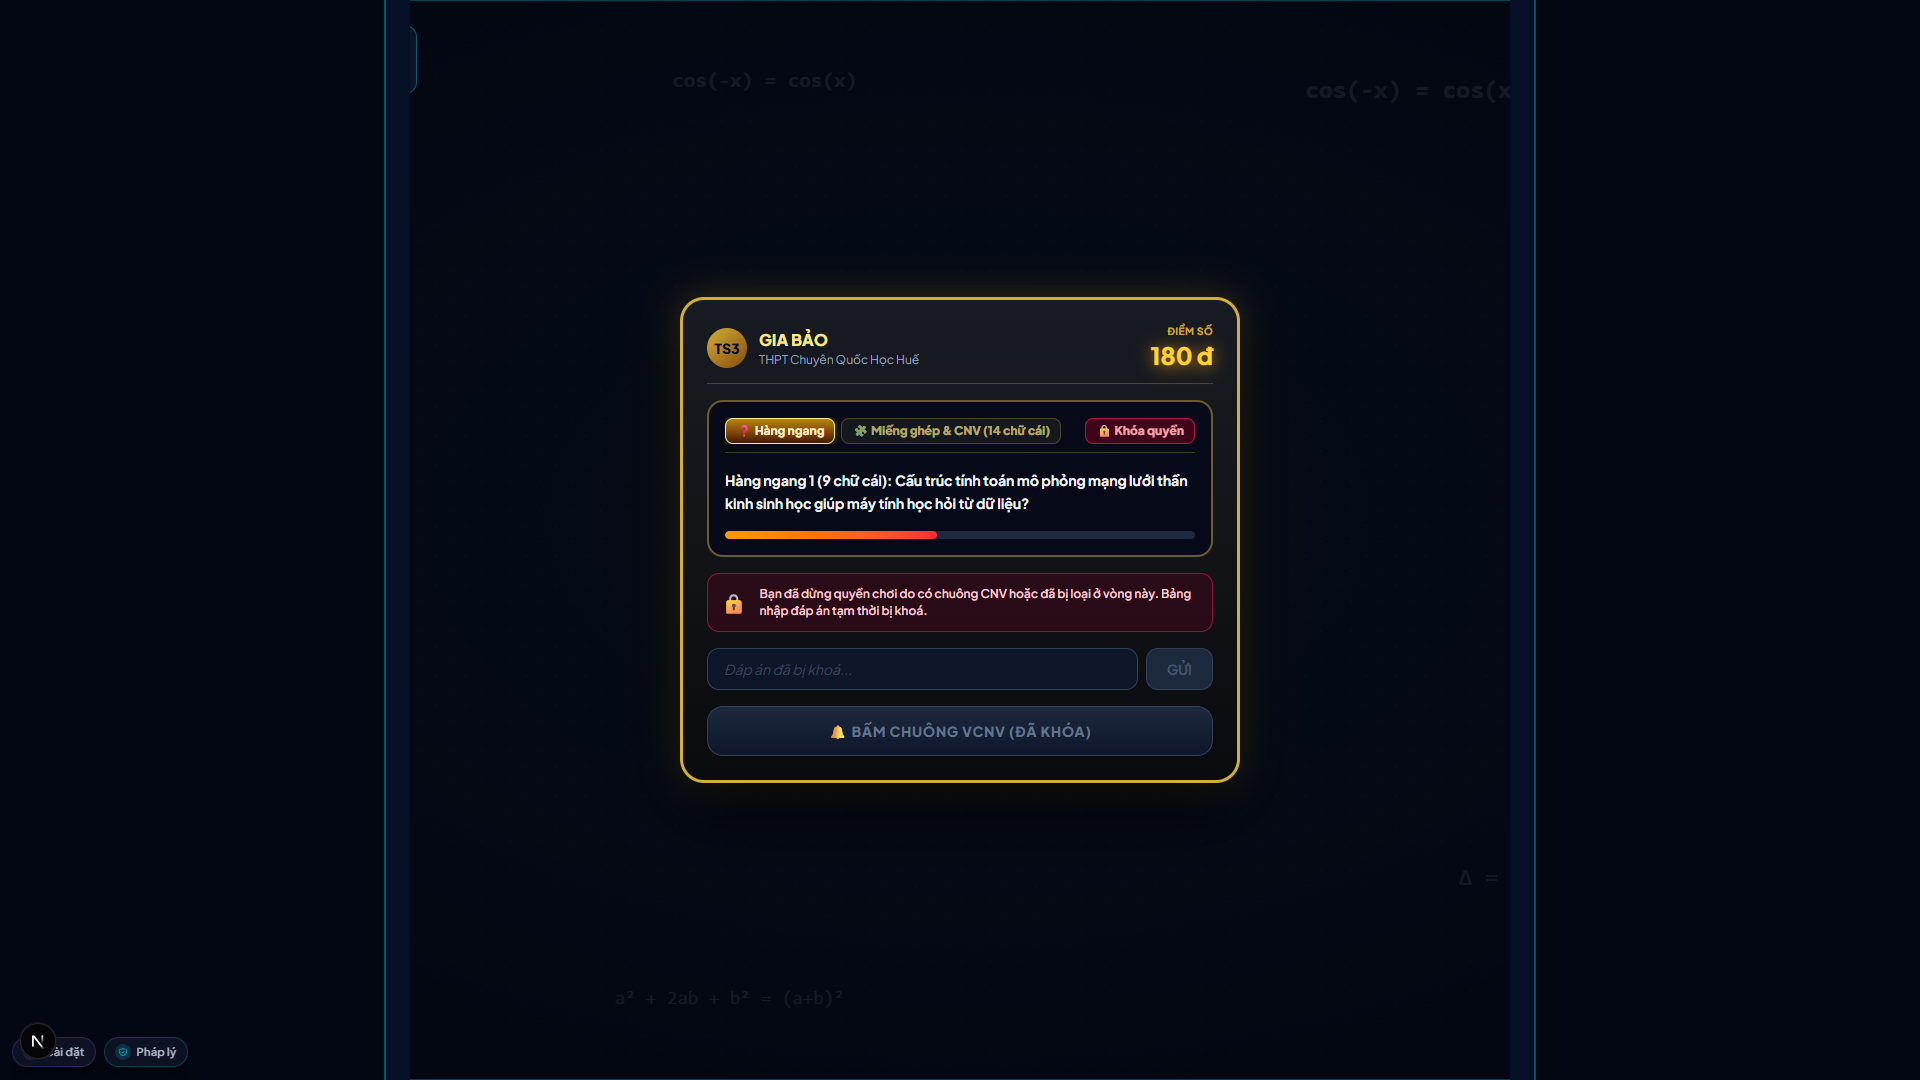 cos(-x) = cos(x)
cos(-x) = cos(x
TS3
GIA BẢO
THPT Chuyên Quốc Học Huế
ĐIỂM SỐ
180 đ
❓ Hàng ngang
🧩 Miếng ghép & CNV (14 chữ cái)
🔒 Khóa quyền
Hàng ngang 1 (9 chữ cái): Cấu trúc tính toán mô phỏng mạng lưới thần
kinh sinh học giúp máy tính học hỏi từ dữ liệu?
Bạn đã dừng quyền chơi do có chuông CNV hoặc đã bị loại ở vòng này. Bảng
nhập đáp án tạm thời bị khoá.
Đáp án đã bị khoá...
GỬI
🔔 BẤM CHUÔNG VCNV (ĐÃ KHÓA)
Δ =
a² + 2ab + b² = (a+b)²
N
ài đặt
Pháp lý